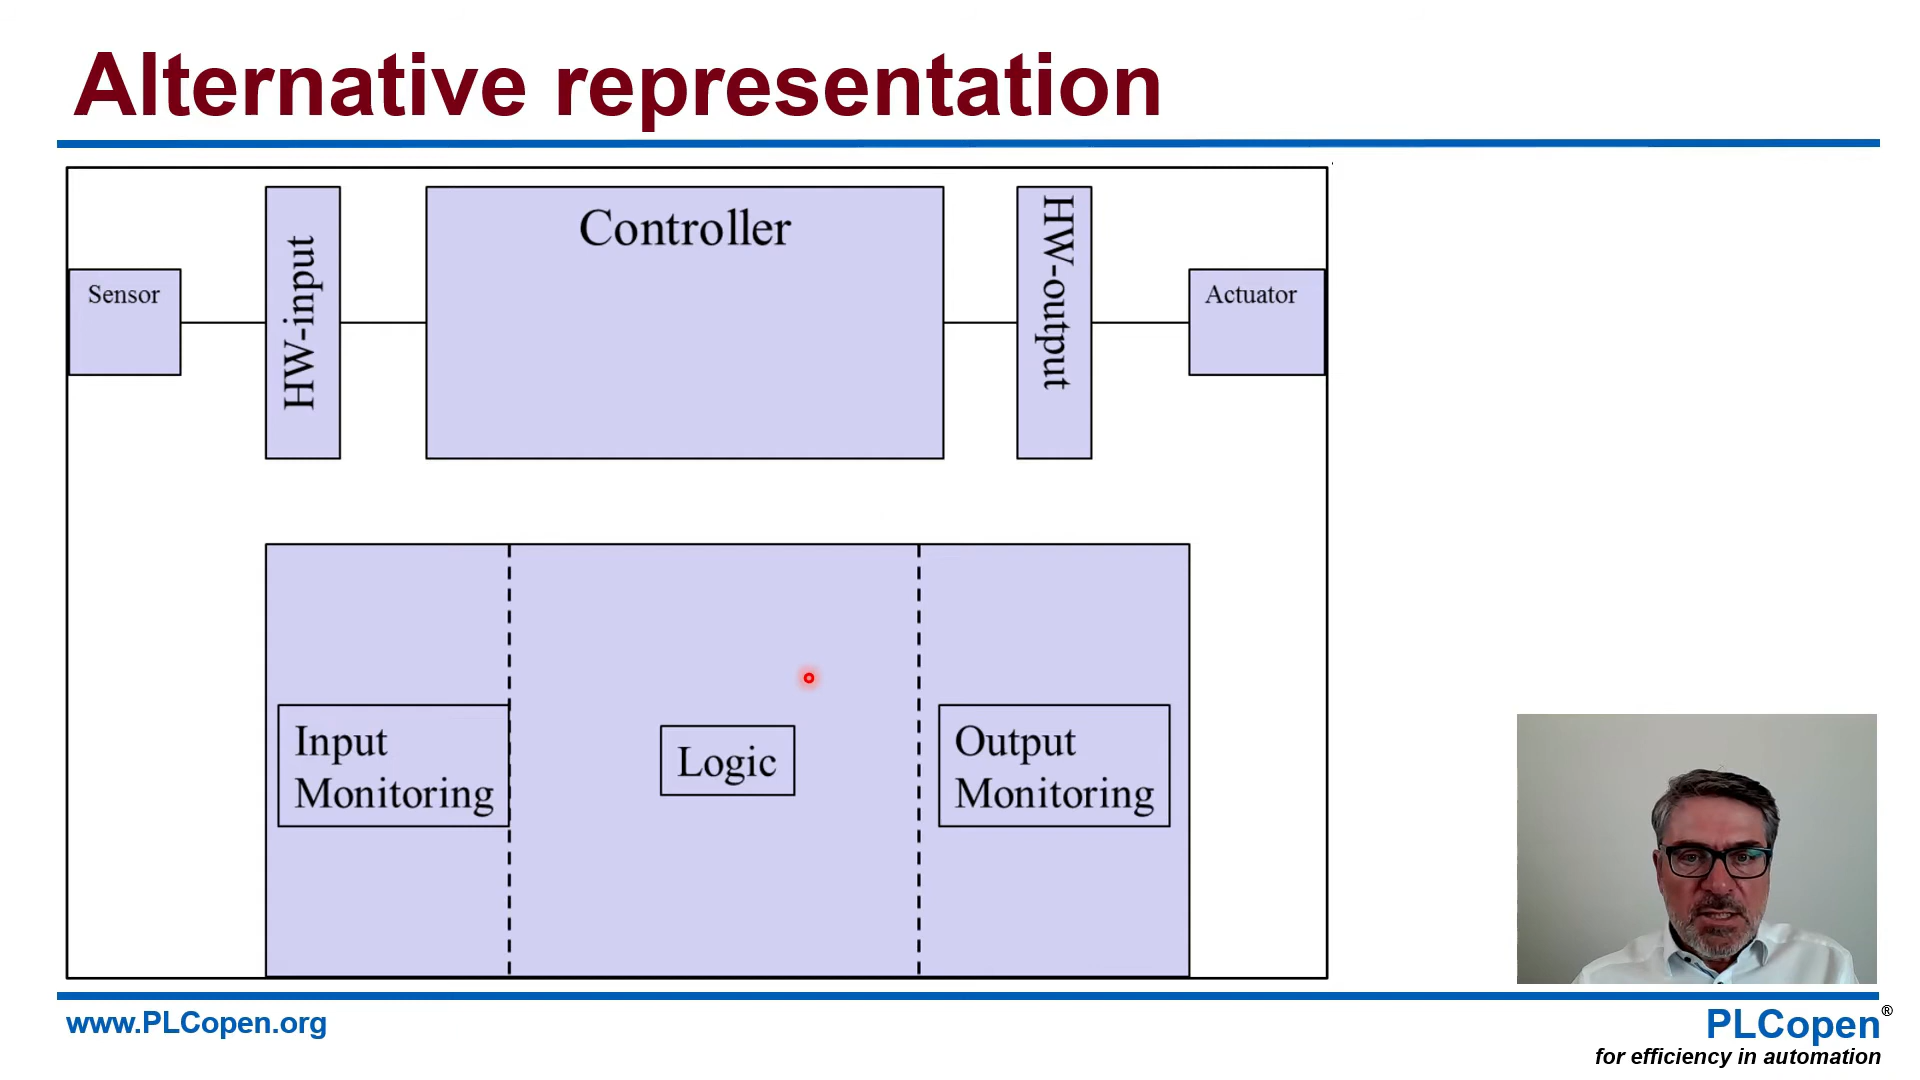 Alternative representation
Sensor
HW-input
Controller
HW-output
Actuator
Input
Monitoring
Logic
Output
Monitoring
www.PLCopen.org
PLCopen®
for efficiency in automation